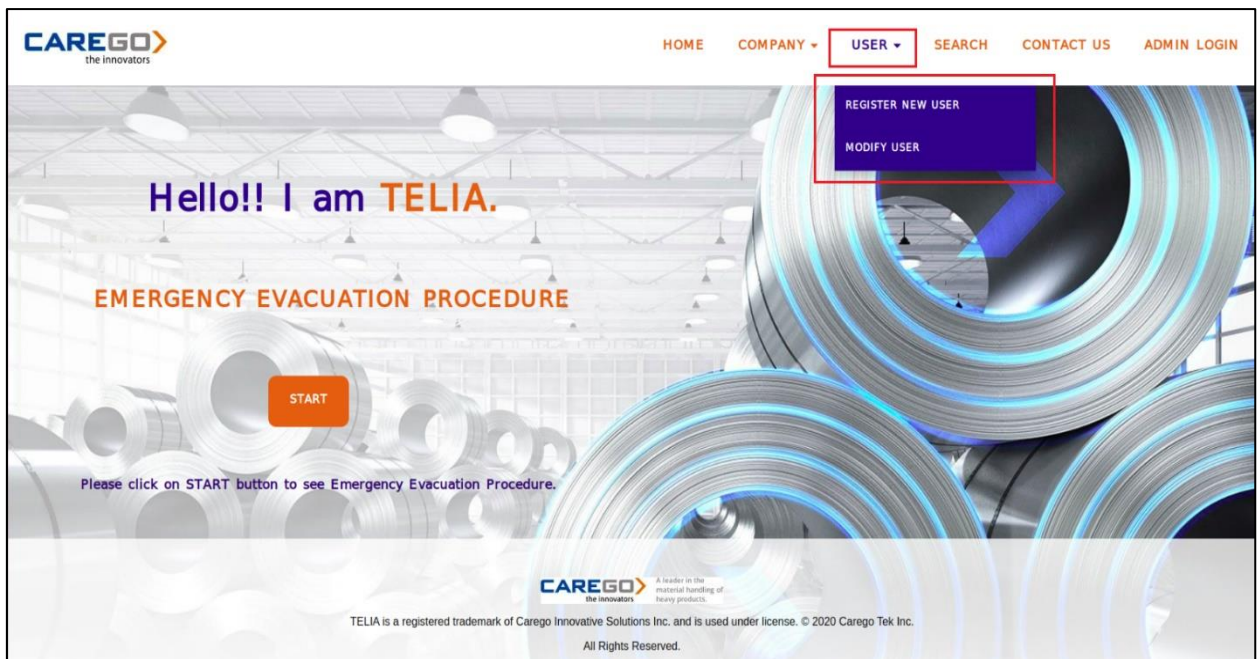 CAREGO
the innovators
HOME COMPANY USER SEARCH CONTACT US ADMIN LOGIN
REGISTER NEW USER
MODIFY USER
Hello!! I am TELIA.
EMERGENCY EVACUATION PROCEDURE
START
Please click on START button to see Emergency Evacuation Procedure.
CAREGO
the innovators
A leader in the
material handling of
heavy products.
TELIA is a registered trademark of Carego Innovative Solutions Inc. and is used under license. © 2020 Carego Tek Inc.
All Rights Reserved.